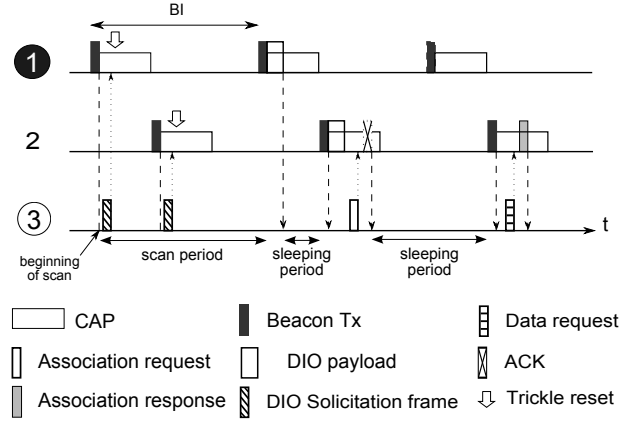 BI
1
2
3
t
beginning
of scan
scan period
sleeping
period
sleeping
period
CAP
Beacon Tx
Data request
Association request
DIO payload
ACK
Association response
DIO Solicitation frame
Trickle reset